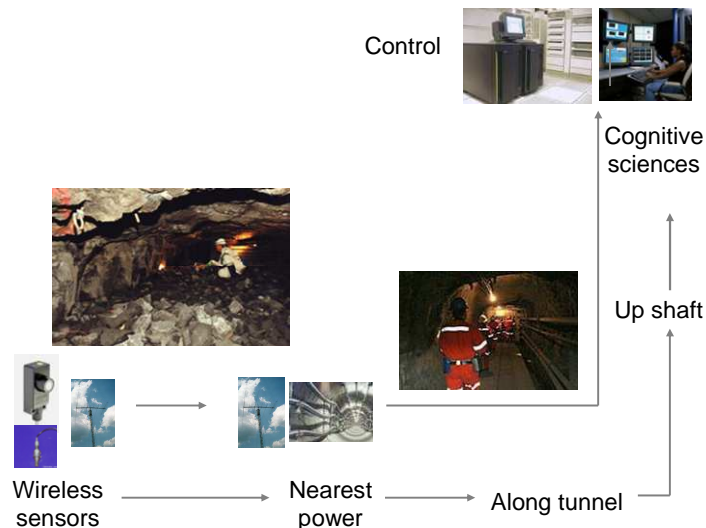 Control
Cognitive
sciences
Up shaft
Wireless
sensors
Nearest
power
Along tunnel